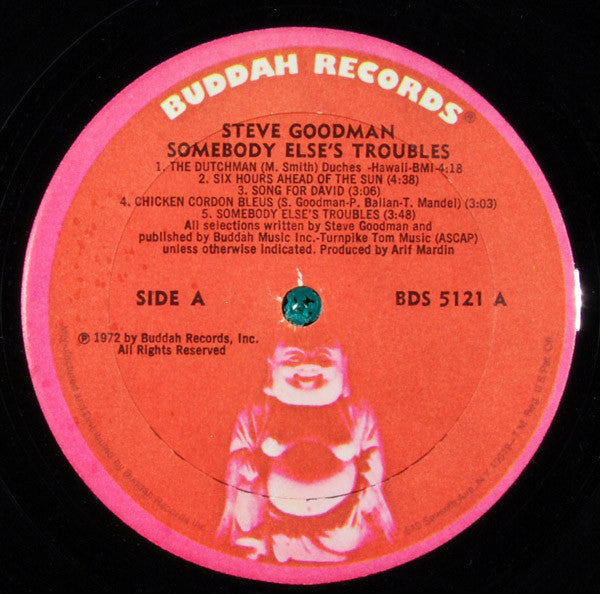 BUDDAH RECORDS®
STEVE GOODMAN
SOMEBODY ELSE'S TROUBLES
1. THE DUTCHMAN (M. Smith) Duches -Hawaii-BMI-4:18
2. SIX HOURS AHEAD OF THE SUN (4:38)
3. SONG FOR DAVID (3:06)
4. CHICKEN CORDON BLEUS (S. Goodman-P. Ballan-T. Mandel) (3:03)
5. SOMEBODY ELSE'S TROUBLES (3:48)
All selections written by Steve Goodman and
published by Buddah Music Inc.-Turnpike Tom Music (ASCAP)
unless otherwise indicated. Produced by Arif Mardin
SIDE A
BDS 5121 A
℗ 1972 by Buddah Records, Inc.
All Rights Reserved
by Buddah Records Inc.